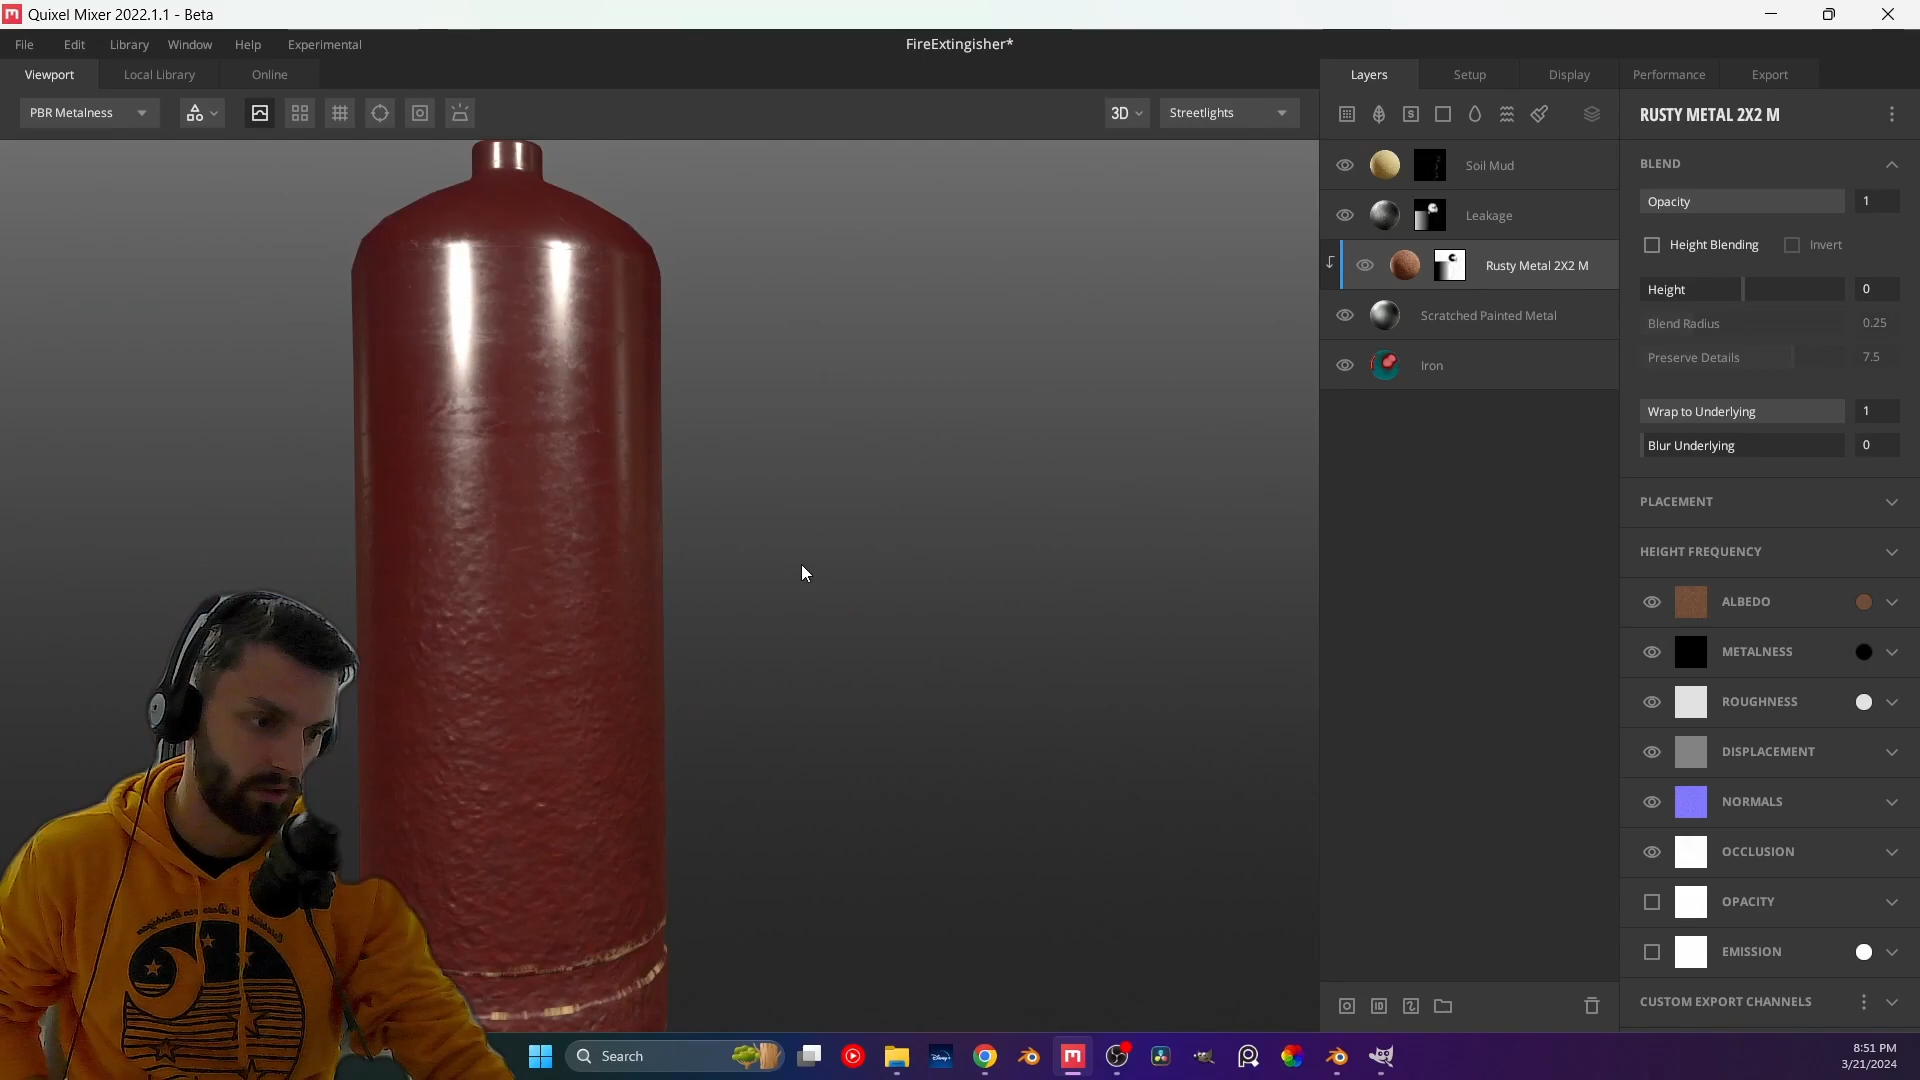 Quixel Mixer 2022.1.1 - Beta
File Edit Library Window Help Experimental
FireExtingisher*
Viewport Local Library Online
Layers Setup Display Performance Export
PBR Metalness
3D
Streetlights
RUSTY METAL 2X2 M
Soil Mud
Leakage
Rusty Metal 2X2 M
Scratched Painted Metal
Iron
BLEND
Opacity 1
Height Blending Invert
Height 0
Blend Radius 0.25
Preserve Details 7.5
Wrap to Underlying 1
Blur Underlying 0
PLACEMENT
HEIGHT FREQUENCY
ALBEDO
METALNESS
ROUGHNESS
DISPLACEMENT
NORMALS
OCCLUSION
OPACITY
EMISSION
CUSTOM EXPORT CHANNELS
Search
8:51 PM
3/21/2024